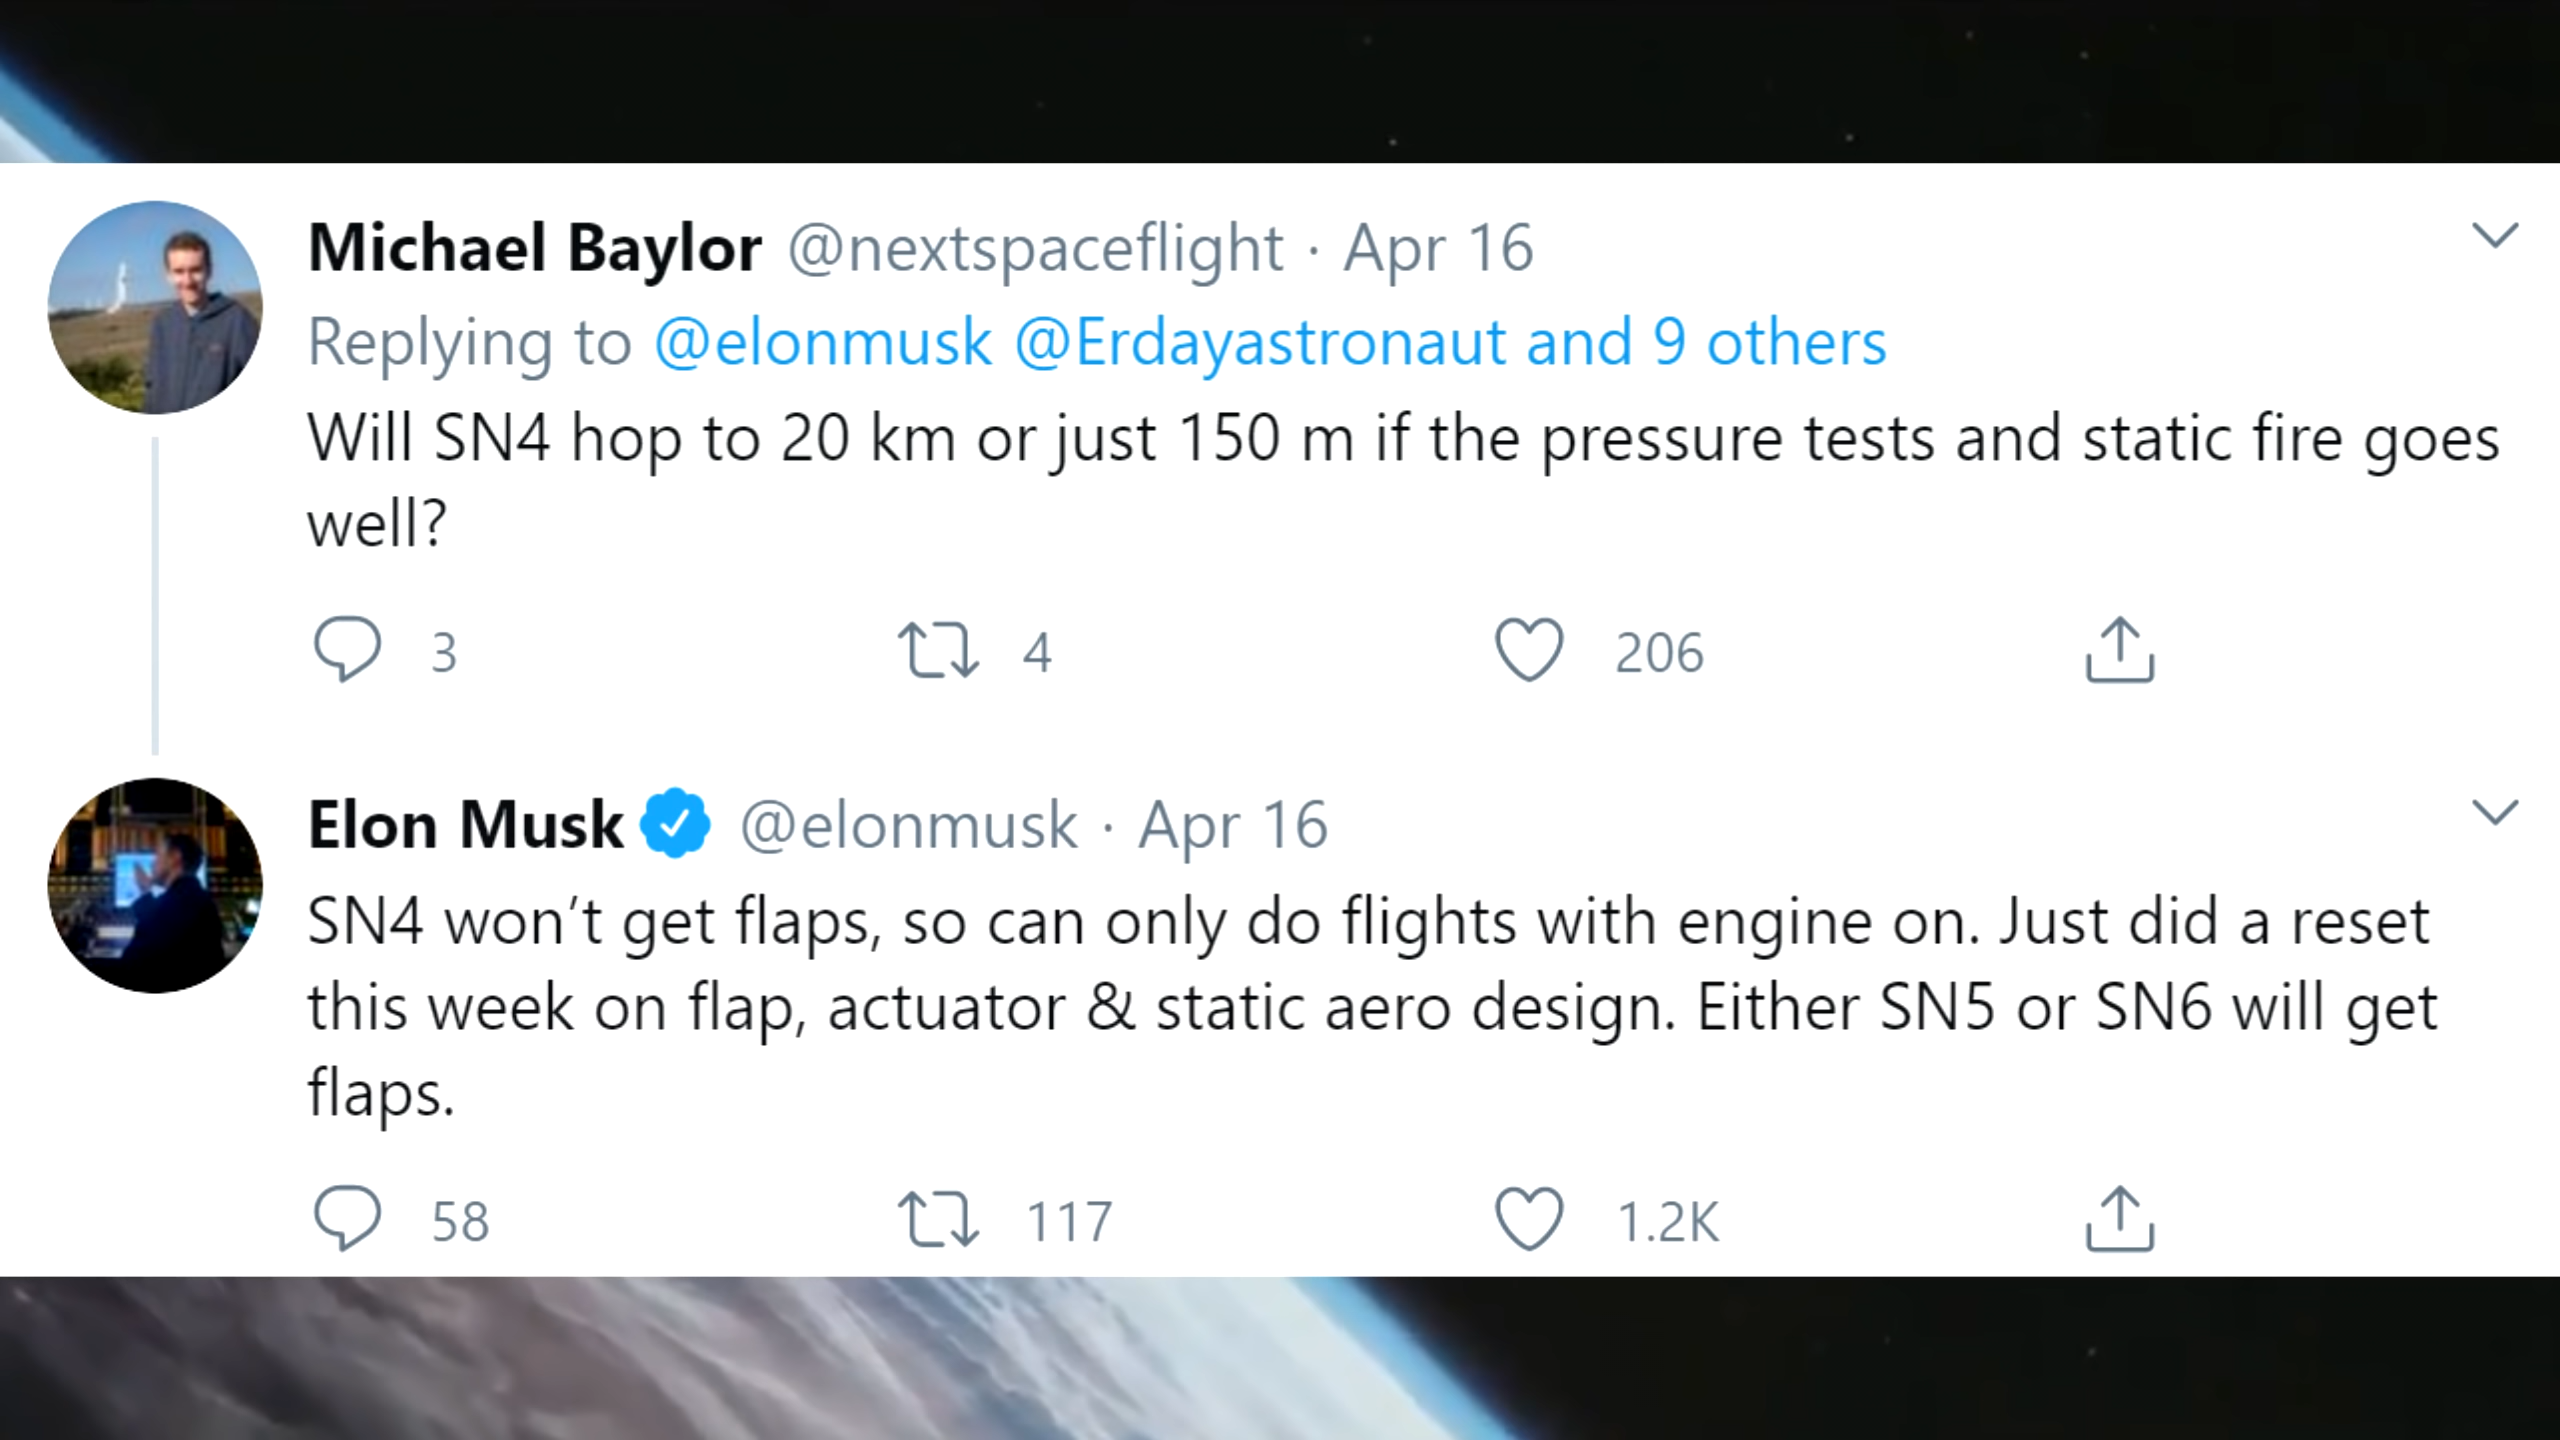 Michael Baylor @nextspaceflight · Apr 16
Replying to @elonmusk @Erdayastronaut and 9 others
Will SN4 hop to 20 km or just 150 m if the pressure tests and static fire goes
well?
3 4 206
Elon Musk @elonmusk · Apr 16
SN4 won’t get flaps, so can only do flights with engine on. Just did a reset
this week on flap, actuator & static aero design. Either SN5 or SN6 will get
flaps.
58 117 1.2K